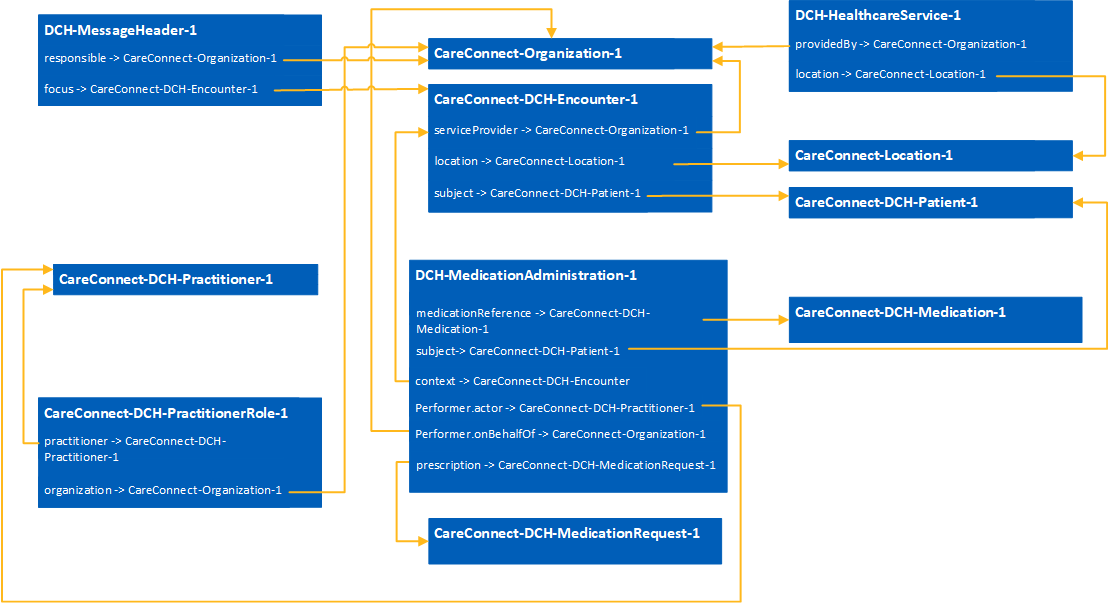 DCH-MessageHeader-1
responsible -> CareConnect-Organization-1
focus -> CareConnect-DCH-Encounter-1
CareConnect-Organization-1
CareConnect-DCH-Encounter-1
serviceProvider -> CareConnect-Organization-1
location -> CareConnect-Location-1
subject -> CareConnect-DCH-Patient-1
DCH-HealthcareService-1
providedBy -> CareConnect-Organization-1
location -> CareConnect-Location-1
CareConnect-Location-1
CareConnect-DCH-Patient-1
CareConnect-DCH-Practitioner-1
DCH-MedicationAdministration-1
medicationReference -> CareConnect-DCH-
Medication-1
subject-> CareConnect-DCH-Patient-1
context -> CareConnect-DCH-Encounter
Performer.actor -> CareConnect-DCH-Practitioner-1
Performer.onBehalfOf -> CareConnect-Organization-1
prescription -> CareConnect-DCH-MedicationRequest-1
CareConnect-DCH-Medication-1
CareConnect-DCH-PractitionerRole-1
practitioner -> CareConnect-DCH-
Practitioner-1
organization -> CareConnect-Organization-1
CareConnect-DCH-MedicationRequest-1